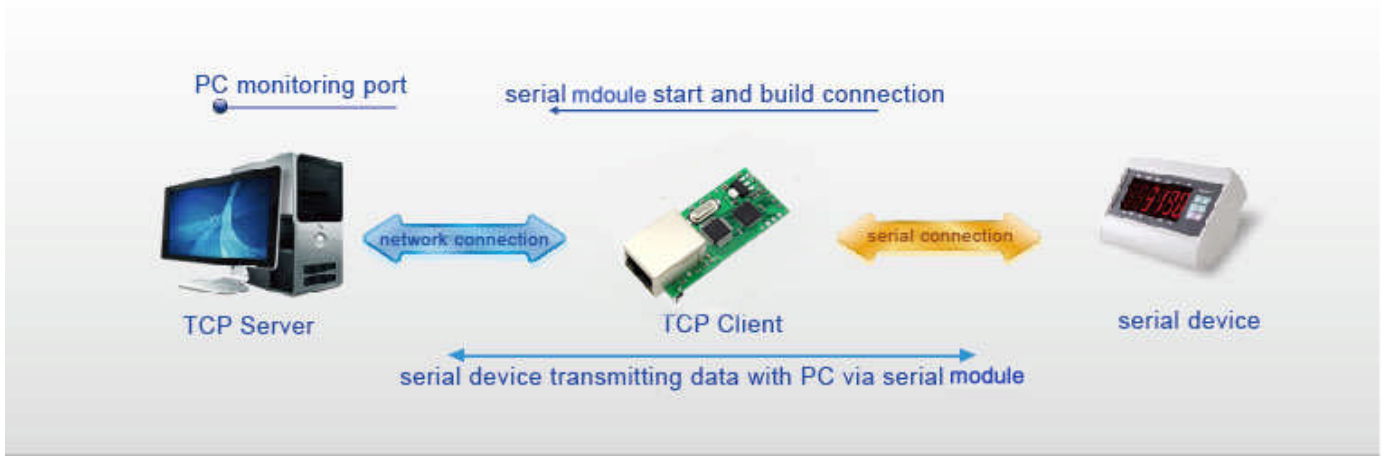 PC monitoring port
serial mdoule start and build connection
network connection
serial connection
TCP Server
TCP Client
serial device
serial device transmitting data with PC via serial module